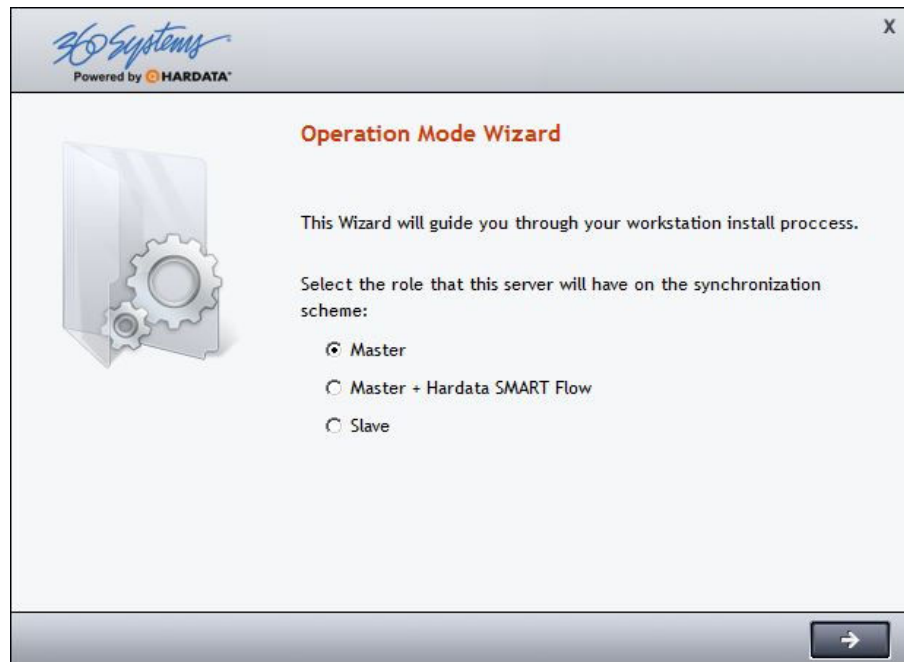 360 Systems
X
Powered by HARDATA
Operation Mode Wizard
This Wizard will guide you through your workstation install proccess.
Select the role that this server will have on the synchronization
scheme:
Master
Master + Hardata SMART Flow
Slave